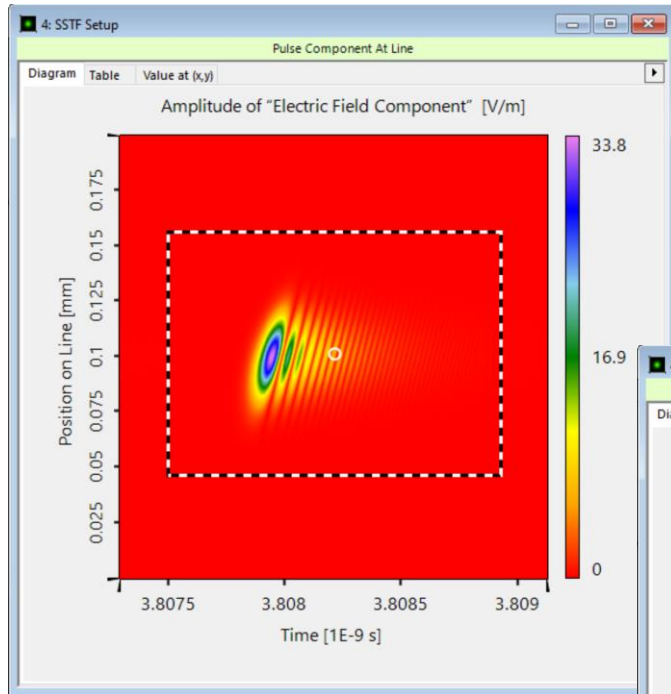 4: SSTF Setup
Pulse Component At Line
Diagram Table Value at (x,y)
Amplitude of "Electric Field Component" [V/m]
33.8
16.9
0
Position on Line [mm]
0.175
0.15
0.125
0.1
0.075
0.05
0.025
3.8075 3.808 3.8085 3.809
Time [1E-9 s]